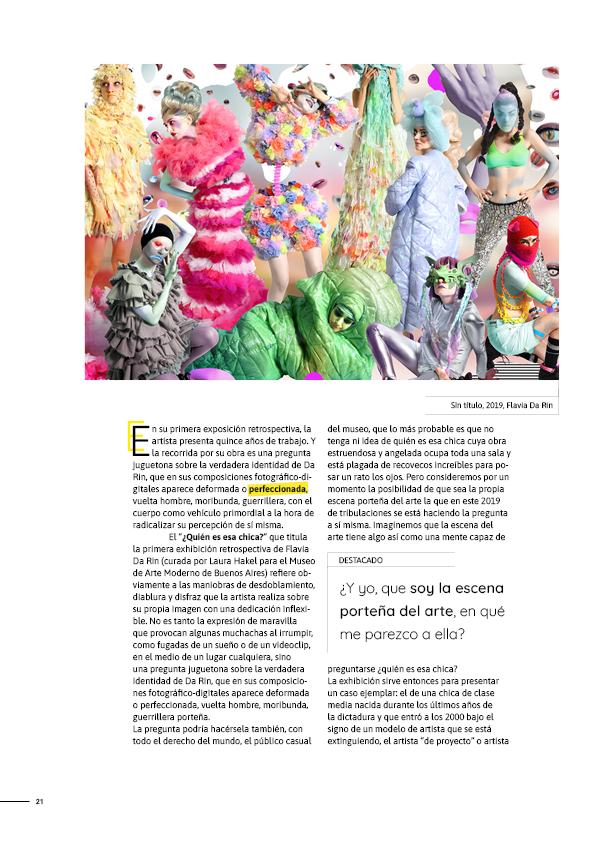 Sin título, 2019, Flavia Da Rin
En su primera exposición retrospectiva, la
artista presenta quince años de trabajo. Y
la recorrida por su obra es una pregunta
juguetona sobre la verdadera identidad de Da
Rin, que en sus composiciones fotográfico-di-
gitales aparece deformada o perfeccionada,
vuelta hombre, moribunda, guerrillera, con el
cuerpo como vehículo primordial a la hora de
radicalizar su percepción de sí misma.
El “¿Quién es esa chica?” que titula
la primera exhibición retrospectiva de Flavia
Da Rin (curada por Laura Hakel para el Museo
de Arte Moderno de Buenos Aires) refiere ob-
viamente a las maniobras de desdoblamiento,
diablura y disfraz que la artista realiza sobre
su propia imagen con una dedicación inflexi-
ble. No es tanto la expresión de maravilla
que provocan algunas muchachas al irrumpir,
como fugadas de un sueño o de un videoclip,
en el medio de un lugar cualquiera, sino
una pregunta juguetona sobre la verdadera
identidad de Da Rin, que en sus composicio-
nes fotográfico-digitales aparece deformada
o perfeccionada, vuelta hombre, moribunda,
guerrillera porteña.
La pregunta podría hacérsela también, con
todo el derecho del mundo, el público casual
del museo, que lo más probable es que no
tenga ni idea de quién es esa chica cuya obra
estruendosa y angelada ocupa toda una sala y
está plagada de recovecos increíbles para po-
sar un rato los ojos. Pero consideremos por un
momento la posibilidad de que sea la propia
escena porteña del arte la que en este 2019
de tribulaciones se está haciendo la pregunta
a sí misma. Imaginemos que la escena del
arte tiene algo así como una mente capaz de
DESTACADO
¿Y yo, que soy la escena
porteña del arte, en qué
me parezco a ella?
preguntarse ¿quién es esa chica?
La exhibición sirve entonces para presentar
un caso ejemplar: el de una chica de clase
media nacida durante los últimos años de
la dictadura y que entró a los 2000 bajo el
signo de un modelo de artista que se está
extinguiendo, el artista “de proyecto” o artista
21